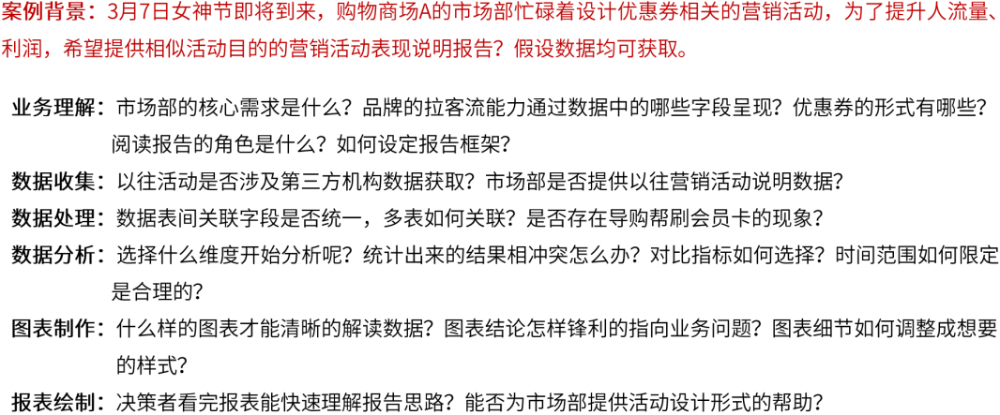 案例背景：3月7日女神节即将到来，购物商场A的市场部忙碌着设计优惠券相关的营销活动，为了提升人流量、
利润，希望提供相似活动目的的营销活动表现说明报告？假设数据均可获取。
业务理解：市场部的核心需求是什么？品牌的拉客流能力通过数据中的哪些字段呈现？优惠券的形式有哪些？
阅读报告的角色是什么？如何设定报告框架？
数据收集：以往活动是否涉及第三方机构数据获取？市场部是否提供以往营销活动说明数据？
数据处理：数据表间关联字段是否统一，多表如何关联？是否存在导购帮刷会员卡的现象？
数据分析：选择什么维度开始分析呢？统计出来的结果相冲突怎么办？对比指标如何选择？时间范围如何限定
是合理的？
图表制作：什么样的图表才能清晰的解读数据？图表结论怎样锋利的指向业务问题？图表细节如何调整成想要
的样式？
报表绘制：决策者看完报表能快速理解报告思路？能否为市场部提供活动设计形式的帮助？